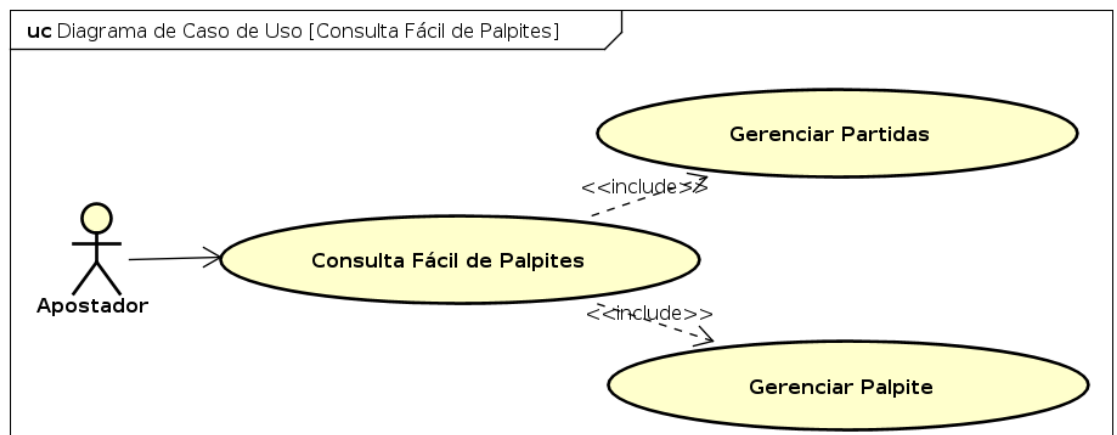 uc Diagrama de Caso de Uso [Consulta Fácil de Palpites]
Gerenciar Partidas
<<include>>
Consulta Fácil de Palpites
Apostador
<<include>>
Gerenciar Palpite